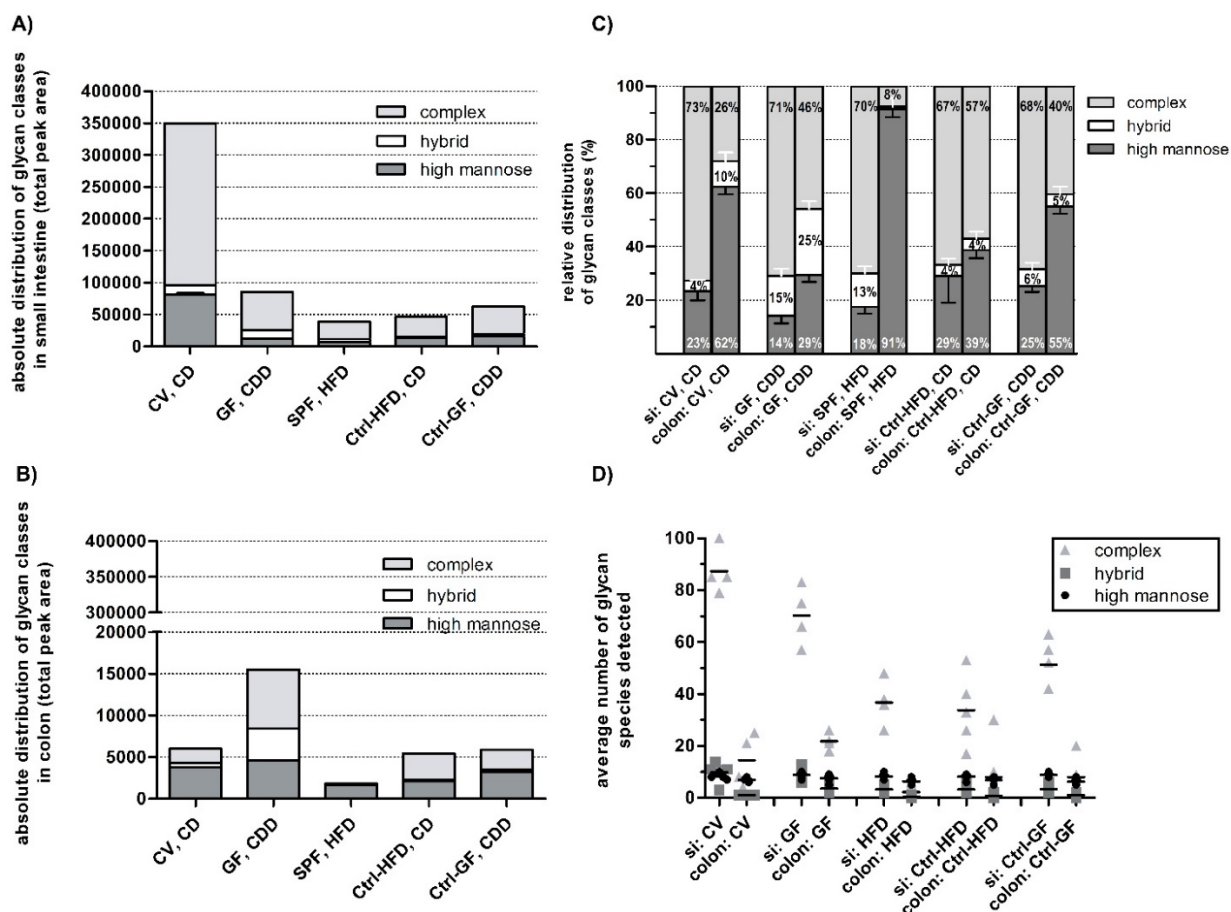 A)
absolute distribution of glycan classes
in small intestine (total peak area)
400000
350000
300000
250000
200000
150000
100000
50000
0
complex
hybrid
high mannose
CV, CD
GF, CDD
SPF, HFD
Ctrl-HFD, CD
Ctrl-GF, CDD
B)
absolute distribution of glycan classes
in colon (total peak area)
400000
350000
300000
20000
15000
10000
5000
0
complex
hybrid
high mannose
CV, CD
GF, CDD
SPF, HFD
Ctrl-HFD, CD
Ctrl-GF, CDD
C)
relative distribution
of glycan classes (%)
100
80
60
40
20
73% 26% 71% 46% 70% 8% 67% 57% 68% 40%
4% 10% 15% 25% 13% 4% 4% 6% 5%
23% 62% 14% 29% 18% 91% 29% 39% 25% 55%
complex
hybrid
high mannose
si: CV, CD
colon: CV, CD
si: GF, CDD
colon: GF, CDD
si: SPF, HFD
colon: SPF, HFD
si: Ctrl-HFD, CD
colon: Ctrl-HFD, CD
si: Ctrl-GF, CDD
colon: Ctrl-GF, CDD
D)
average number of glycan
species detected
100
80
60
40
20
0
complex
hybrid
high mannose
si: CV
colon: CV
si: GF
colon: GF
si: HFD
colon: HFD
si: Ctrl-HFD
colon: Ctrl-HFD
si: Ctrl-GF
colon: Ctrl-GF